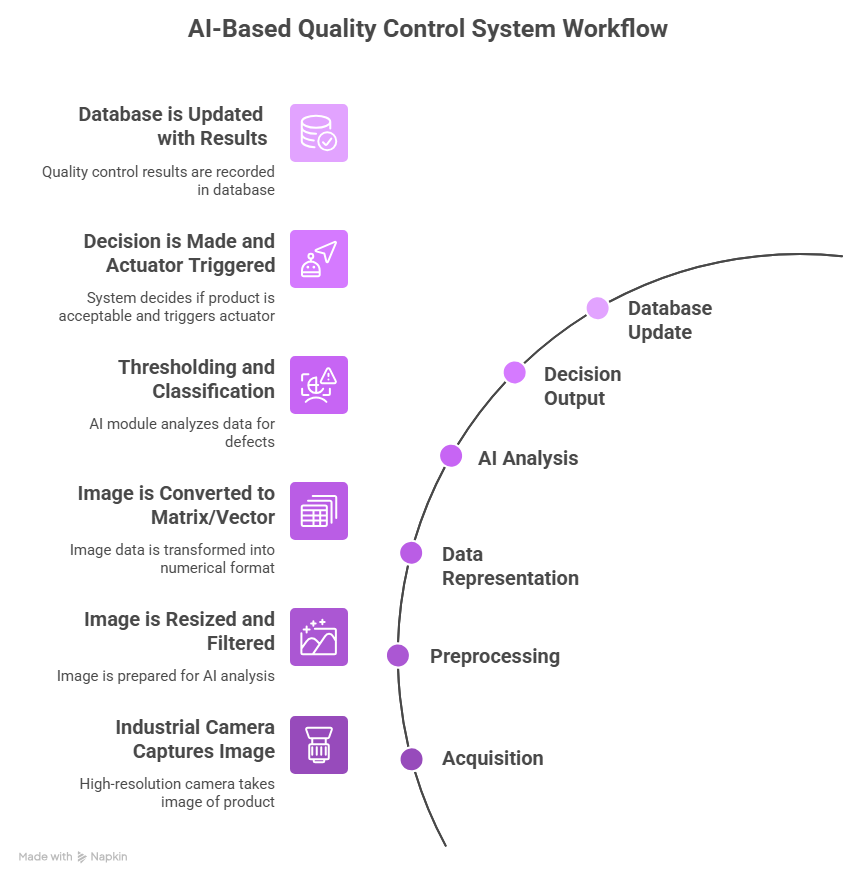 AI-Based Quality Control System Workflow
Database is Updated
with Results
Quality control results are recorded
in database
Decision is Made and
Actuator Triggered
System decides if product is
acceptable and triggers actuator
Thresholding and
Classification
AI module analyzes data for
defects
Image is Converted to
Matrix/Vector
Image data is transformed into
numerical format
Image is Resized and
Filtered
Image is prepared for AI analysis
Industrial Camera
Captures Image
High-resolution camera takes
image of product
Database
Update
Decision
Output
AI Analysis
Data
Representation
Preprocessing
Acquisition
Made with Napkin